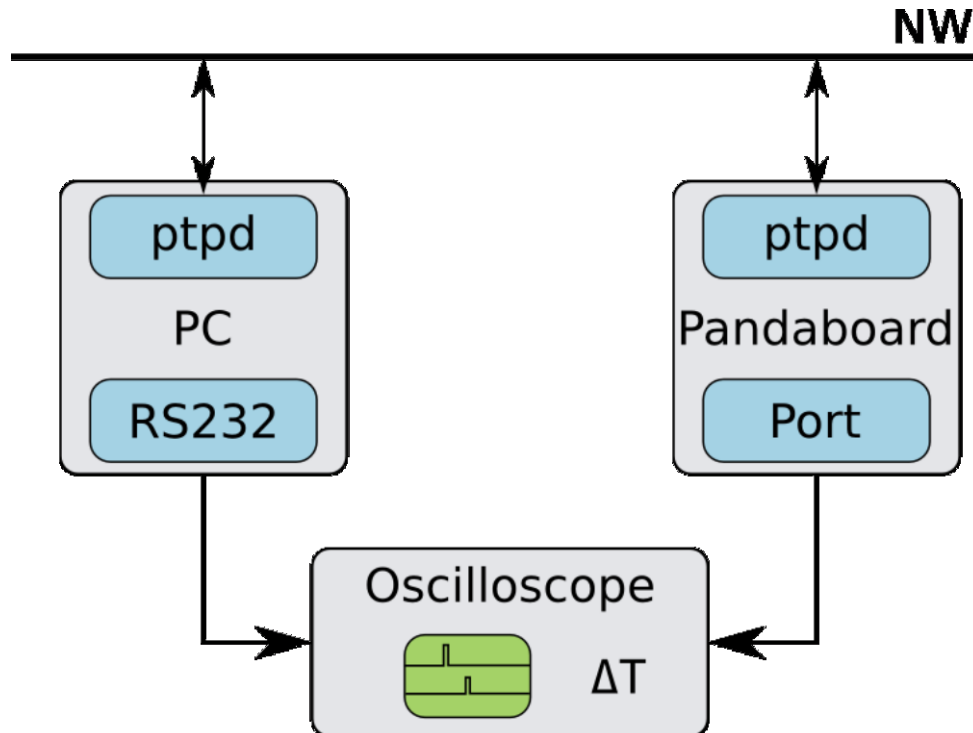 NW
ptpd
PC
RS232
ptpd
Pandaboard
Port
Oscilloscope
ΔT